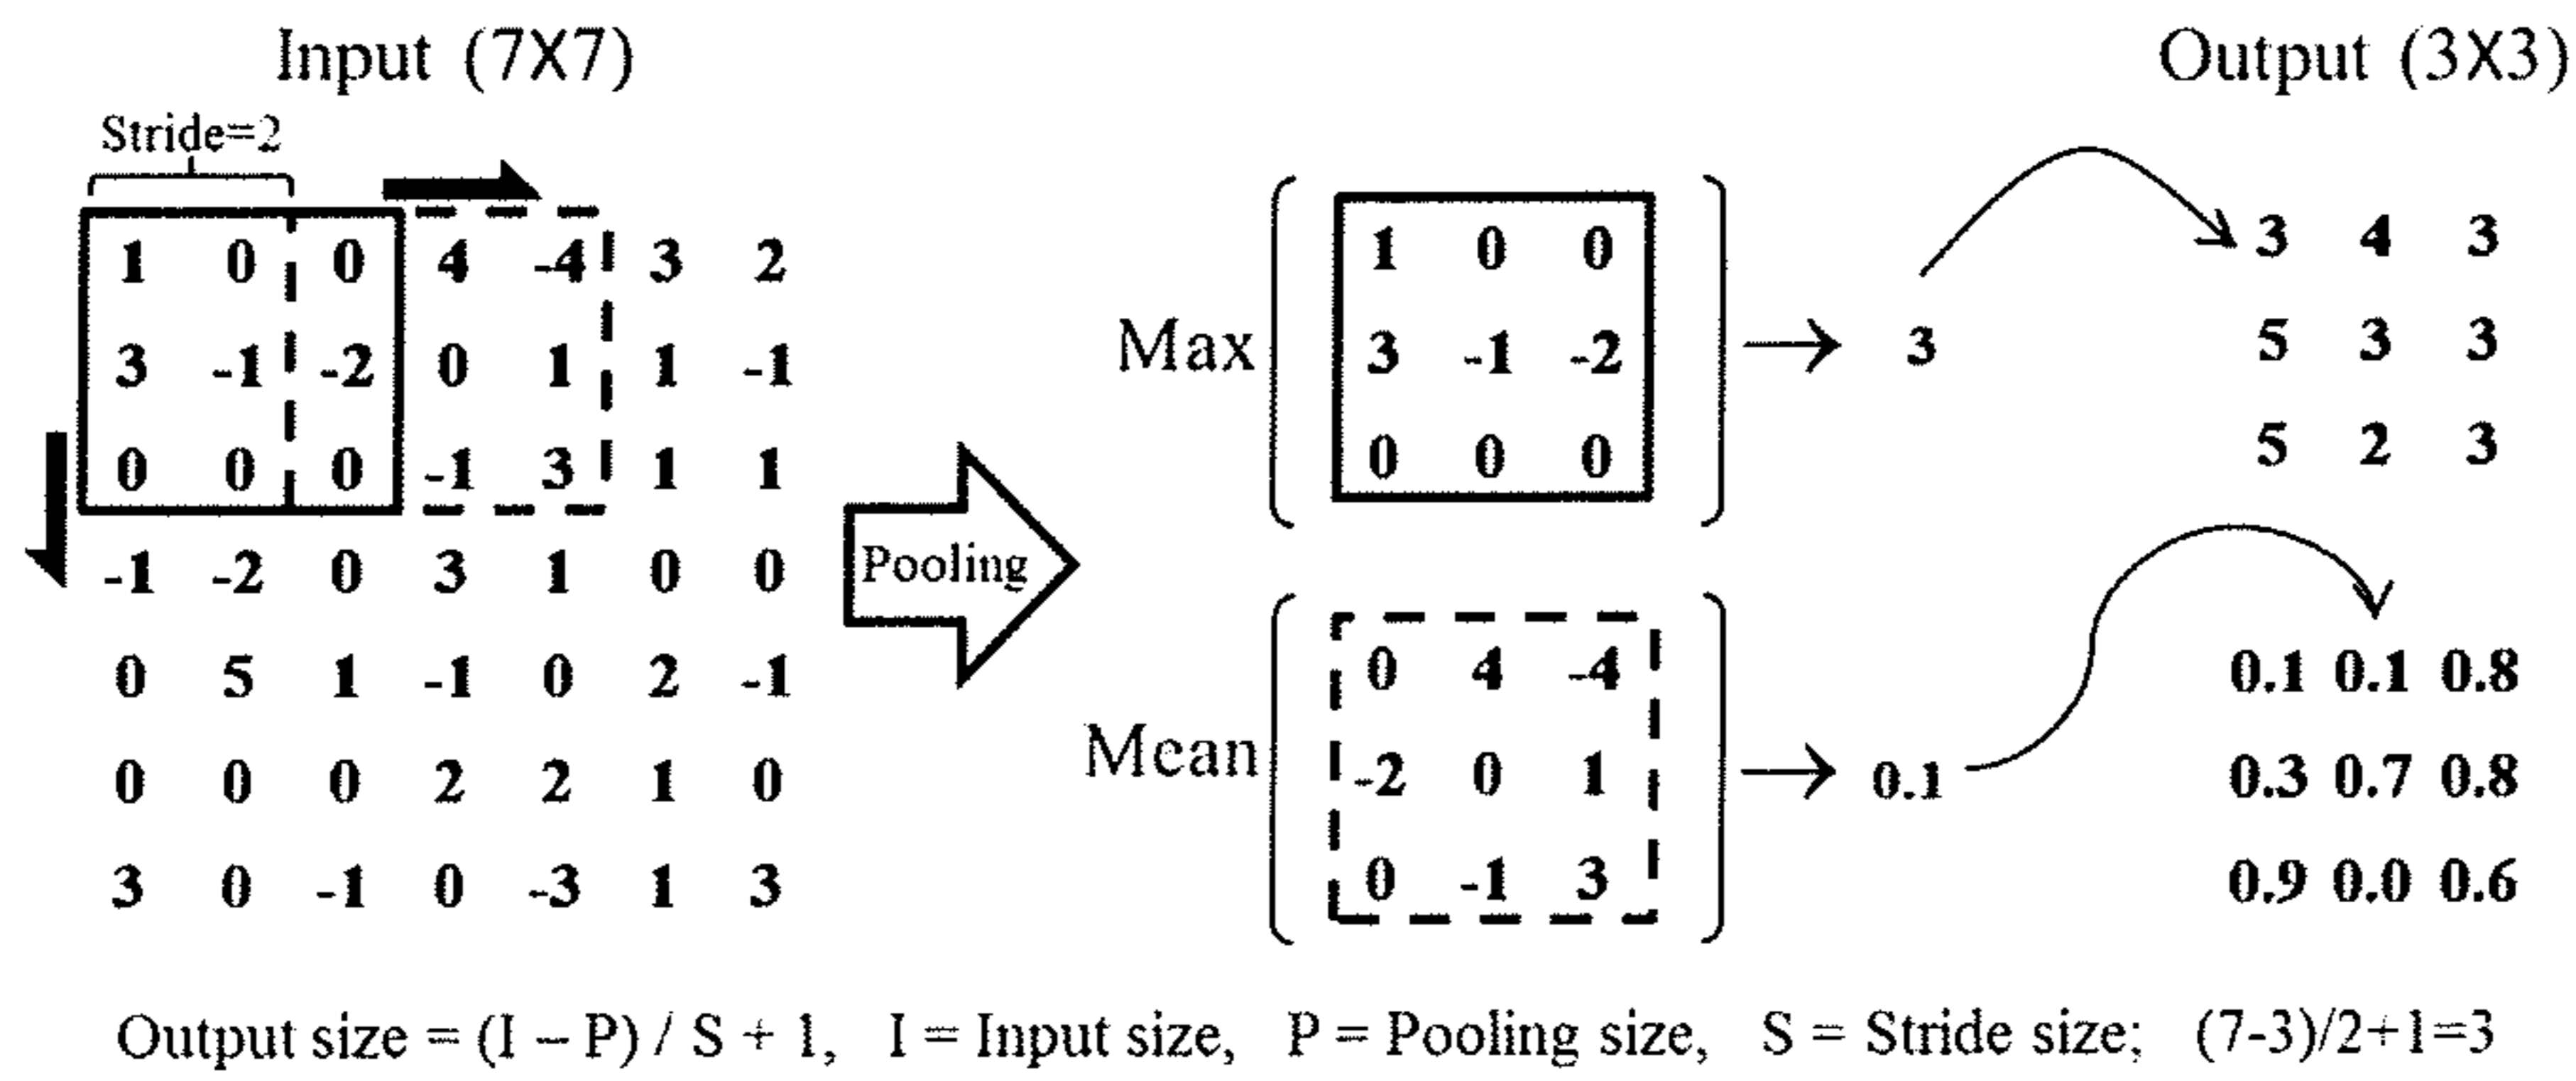 Input (7X7)
Output (3X3)
Stride=2
1 0 0 4 -4 3 2
3 -1 -2 0 1 1 -1
0 0 0 -1 3 1 1
-1 -2 0 3 1 0 0
0 5 1 -1 0 2 -1
0 0 0 2 2 1 0
3 0 -1 0 -3 1 3
Pooling
Max
1 0 0
3 -1 -2
0 0 0
3
3 4 3
5 3 3
5 2 3
Mean
0 4 -4
-2 0 1
0 -1 3
0.1
0.1 0.1 0.8
0.3 0.7 0.8
0.9 0.0 0.6
Output size = (I – P) / S + 1, I = Input size, P = Pooling size, S = Stride size; (7-3)/2+1=3